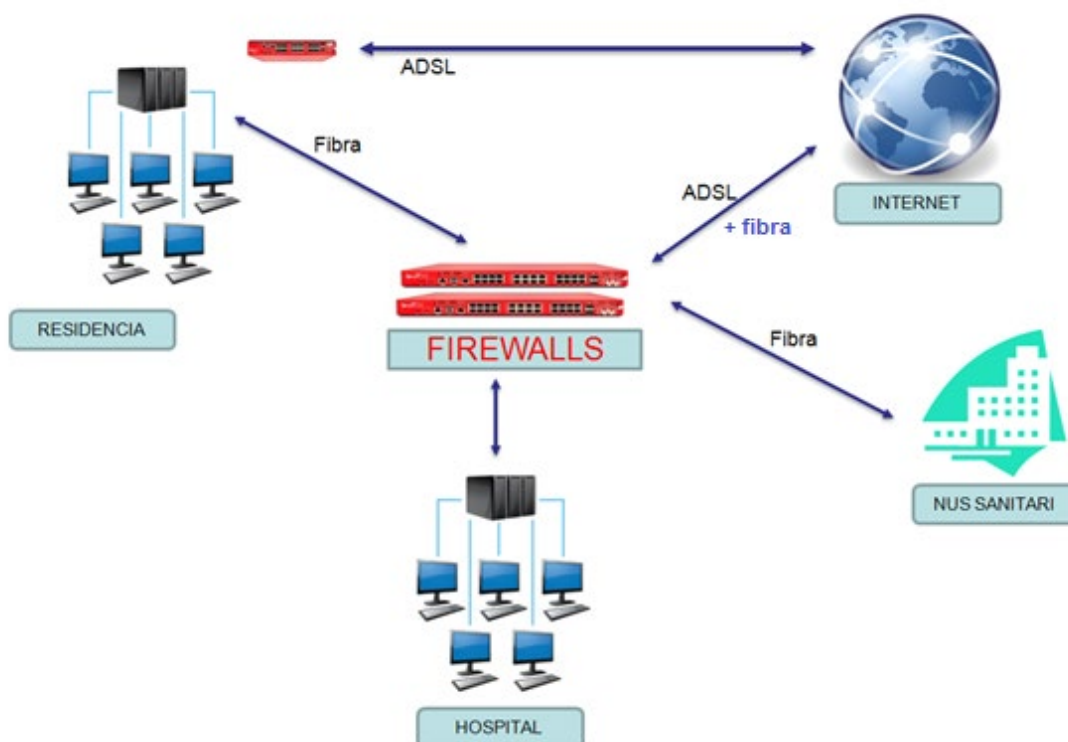 ADSL
Fibra
ADSL
+ fibra
INTERNET
RESIDENCIA
FIREWALLS
Fibra
NUS SANITARI
HOSPITAL